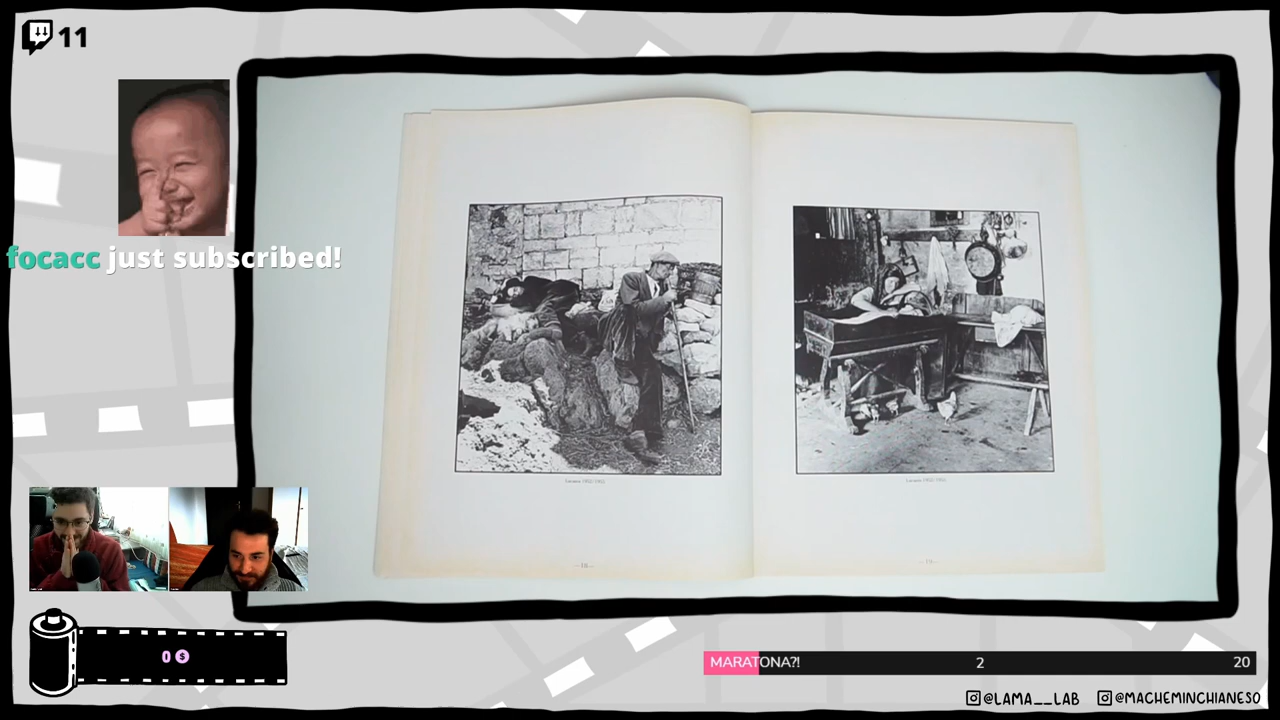 11
focacc just subscribed!
0 $
MARATONA?! 2 20
@LAMA__LAB @MACHEMINCHIANESO